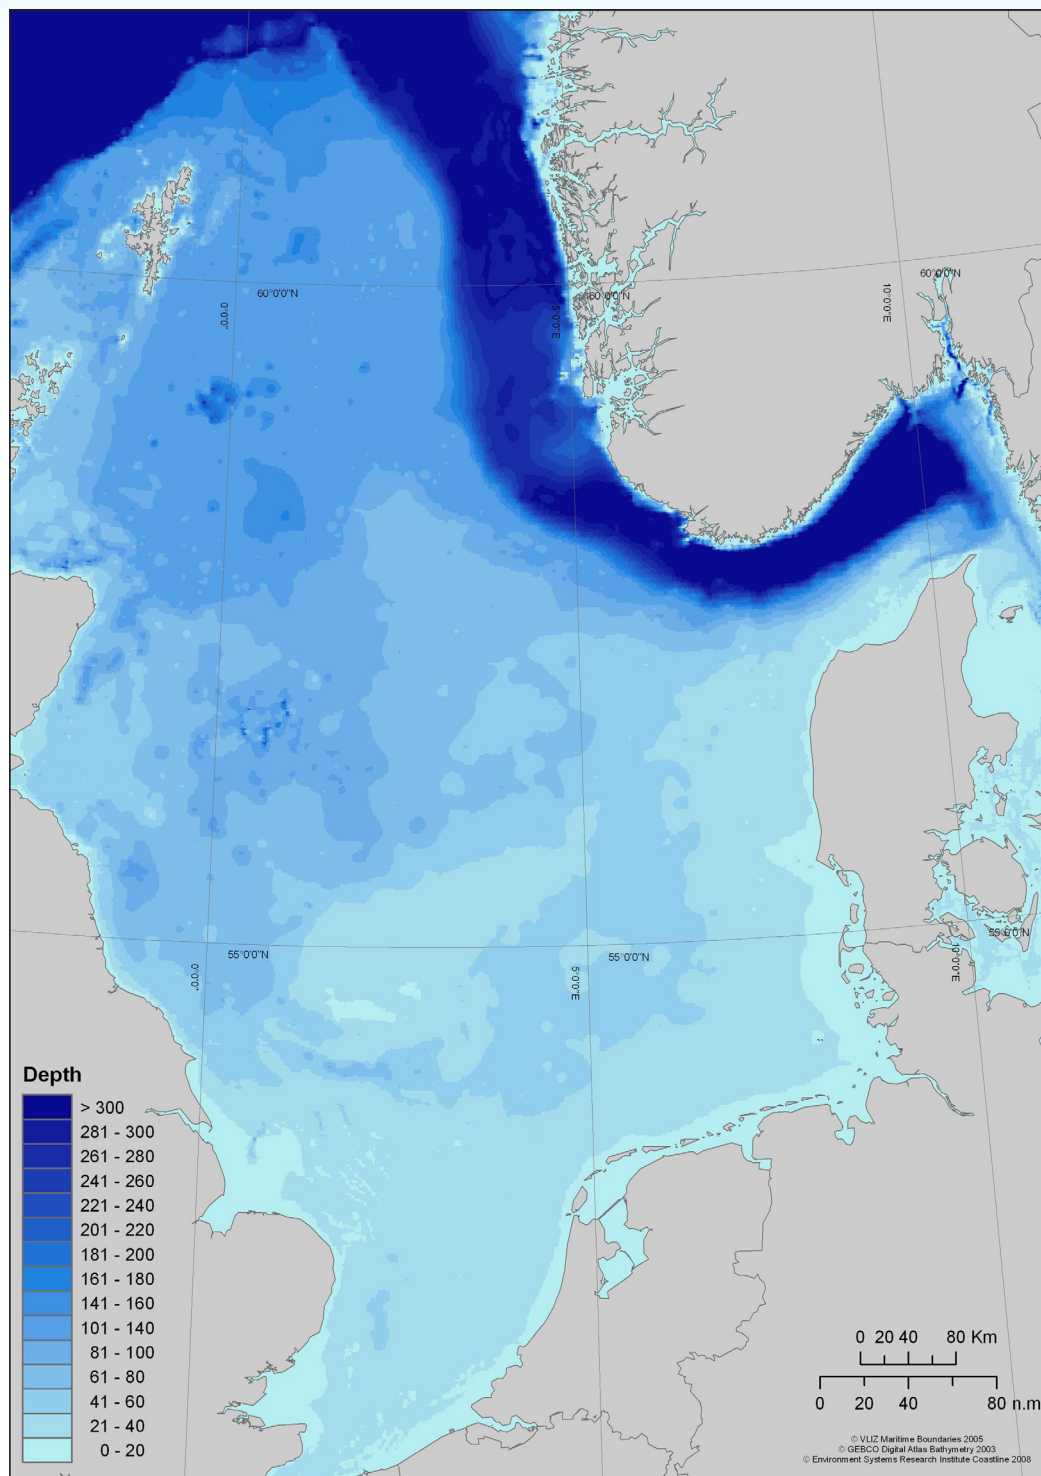 60°0'0"N
60°0'0"N
60°0'0"N
0°0'0"
5°0'0"E
10°0'0"E
55°0'0"N
55°0'0"N
55°0'0"N
0°0'0"
5°0'0"E
10°0'0"E
Depth
> 300
281 - 300
261 - 280
241 - 260
221 - 240
201 - 220
181 - 200
161 - 180
141 - 160
101 - 140
81 - 100
61 - 80
41 - 60
21 - 40
0 - 20
0 20 40 80 Km
0 20 40 80 n.m
© VLIZ Maritime Boundaries 2005
© GEBCO Digital Atlas Bathymetry 2003
© Environment Systems Research Institute Coastline 2008